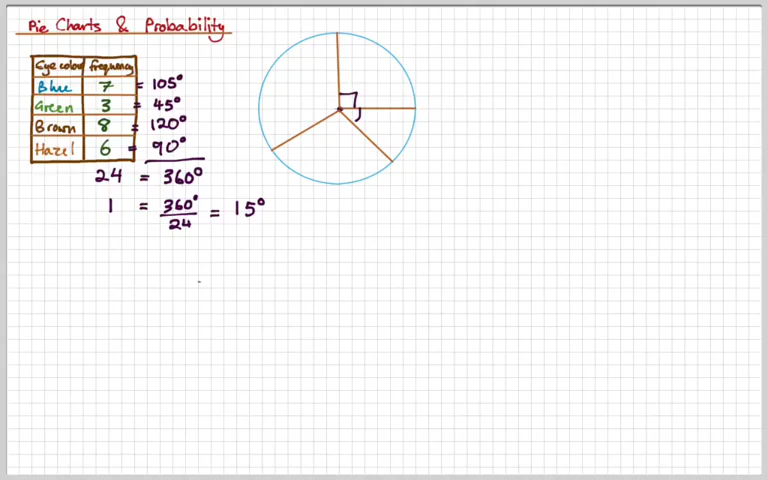 Pie Charts & Probability
Eye colour frequency
Blue 7 = 105°
Green 3 = 45°
Brown 8 = 120°
Hazel 6 = 90°
24 = 360°
1 = 360°/24 = 15°